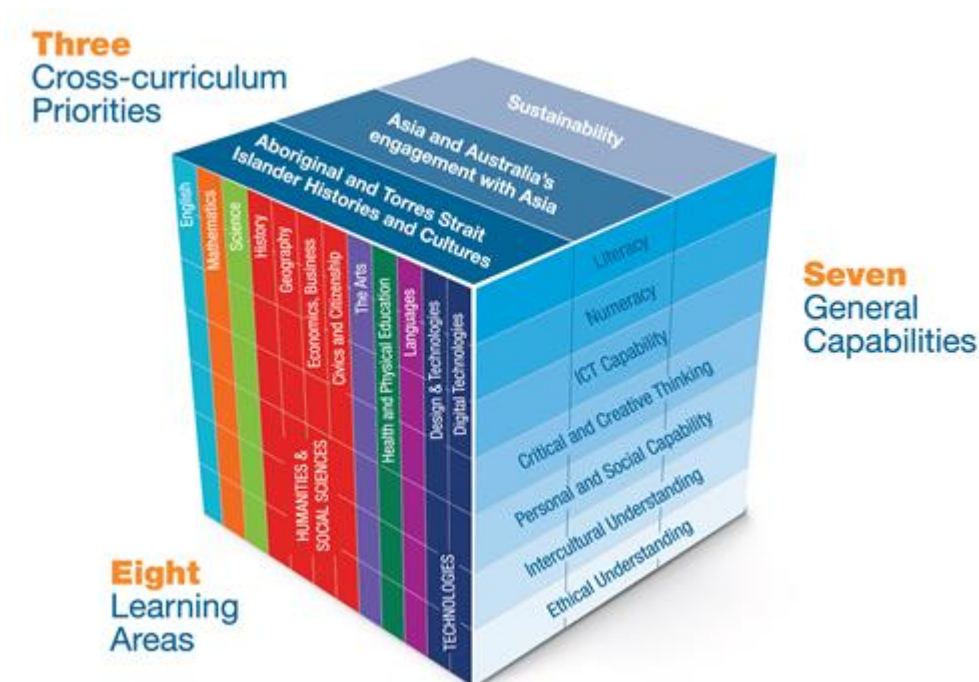 Three
Cross-curriculum
Priorities
Sustainability
Asia and Australia's
engagement with Asia
Aboriginal and Torres Strait
Islander Histories and Cultures
English
Mathematics
Science
History
Geography
Economics, Business
Civics and Citizenship
HUMANITIES &
SOCIAL SCIENCES
The Arts
Health and Physical Education
Languages
Design & Technologies
Digital Technologies
TECHNOLOGIES
Literacy
Numeracy
ICT Capability
Critical and Creative Thinking
Personal and Social Capability
Intercultural Understanding
Ethical Understanding
Seven
General
Capabilities
Eight
Learning
Areas